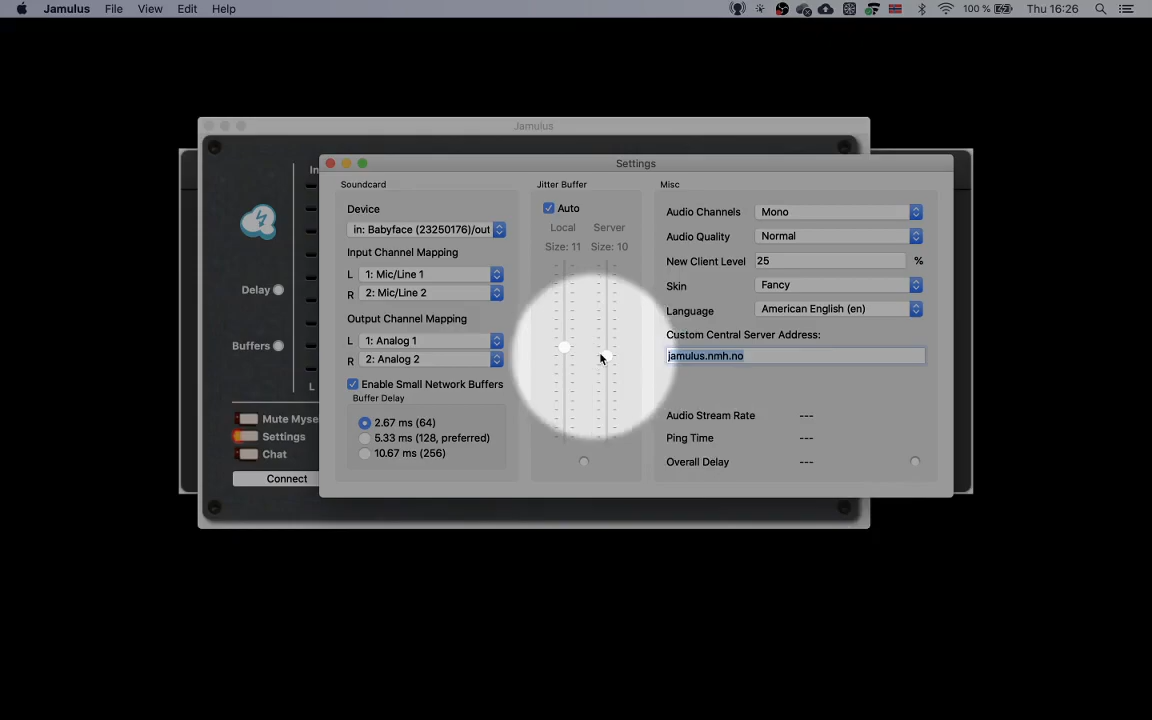 Jamulus File View Edit Help 100 % Thu 16:26
Jamulus
Settings
In
Delay
Buffers
L
Mute Myse
Settings
Chat
Connect
Soundcard
Device
in: Babyface (23250176)/out
Input Channel Mapping
L 1: Mic/Line 1
R 2: Mic/Line 2
Output Channel Mapping
L 1: Analog 1
R 2: Analog 2
Enable Small Network Buffers
Buffer Delay
2.67 ms (64)
5.33 ms (128, preferred)
10.67 ms (256)
Jitter Buffer
Auto
Local Server
Size: 11 Size: 10
Misc
Audio Channels Mono
Audio Quality Normal
New Client Level 25 %
Skin Fancy
Language American English (en)
Custom Central Server Address:
jamulus.nmh.no
Audio Stream Rate ---
Ping Time ---
Overall Delay ---